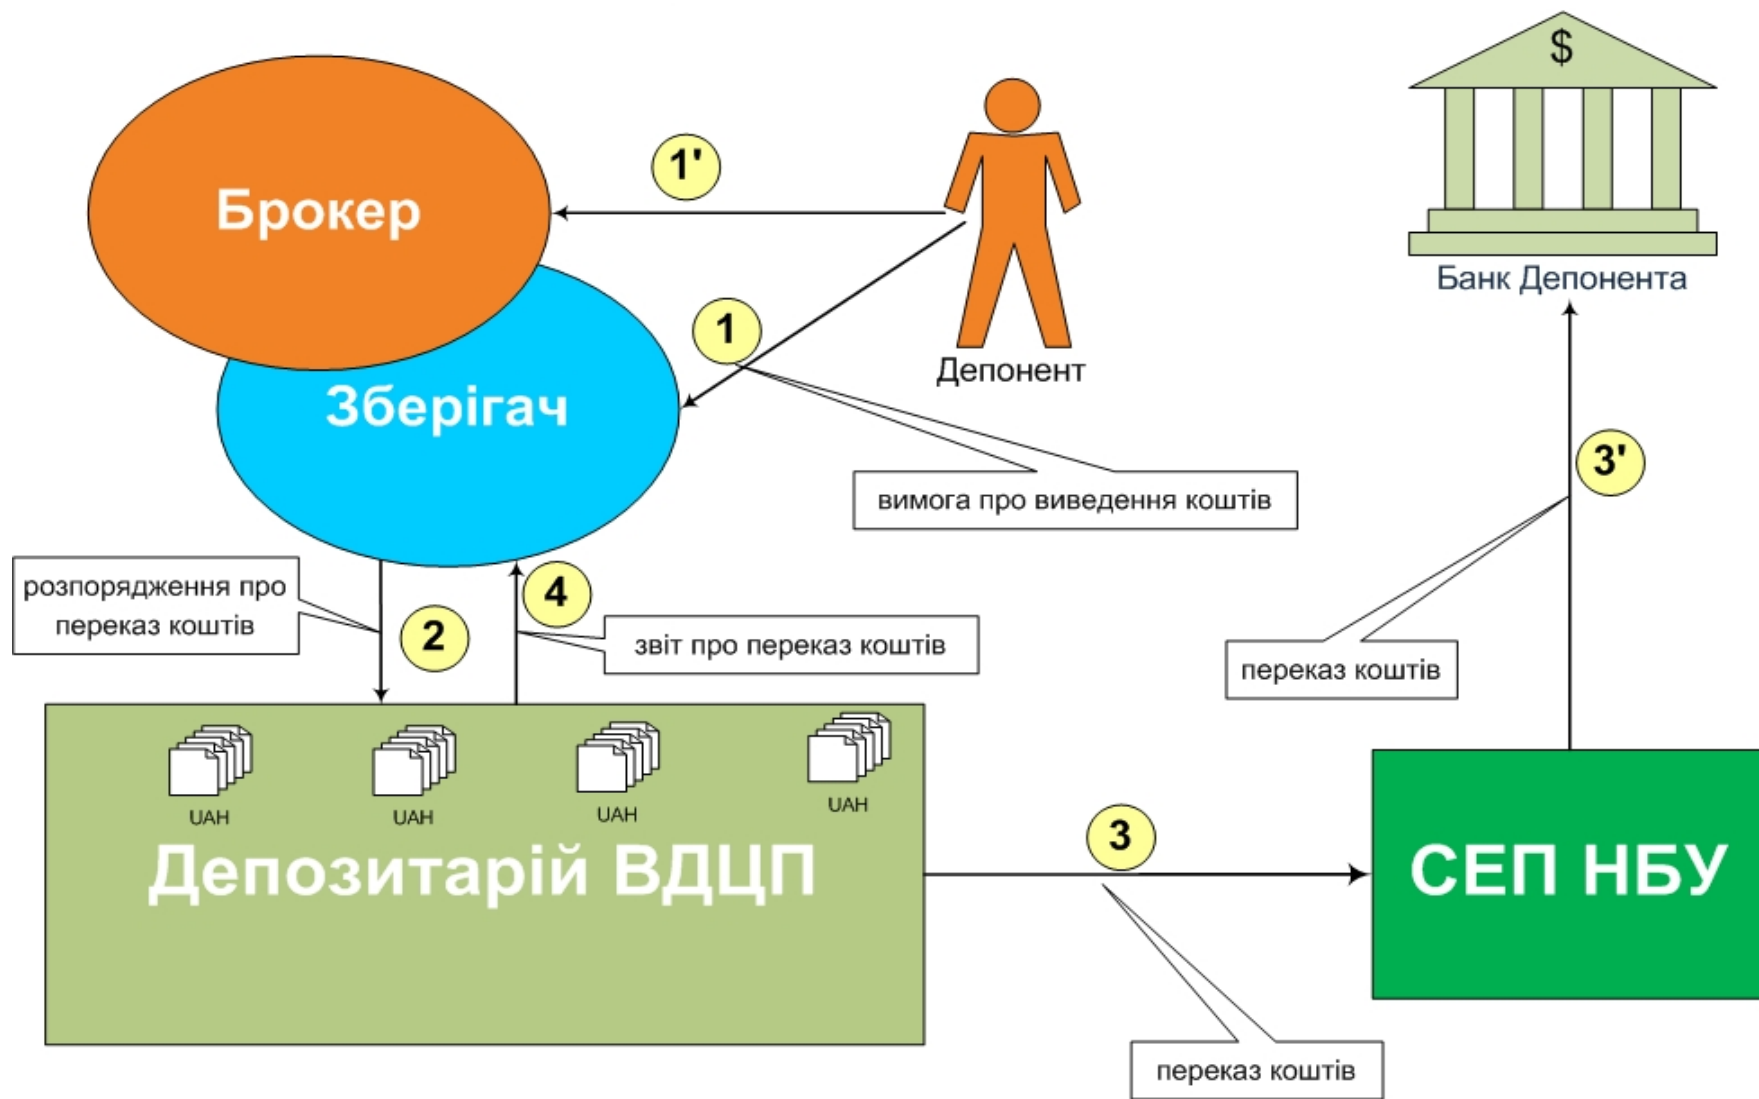 $
Банк Депонента
Брокер
1'
Депонент
1
Зберігач
3'
вимога про виведення коштів
розпорядження про
переказ коштів
2
4
звіт про переказ коштів
переказ коштів
UAH
UAH
UAH
UAH
Депозитарій ВДЦП
3
СЕП НБУ
переказ коштів